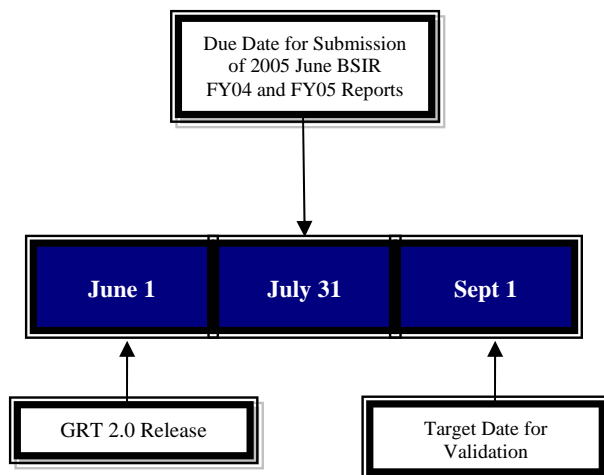 Due Date for Submission
of 2005 June BSIR
FY04 and FY05 Reports
June 1
July 31
Sept 1
GRT 2.0 Release
Target Date for
Validation